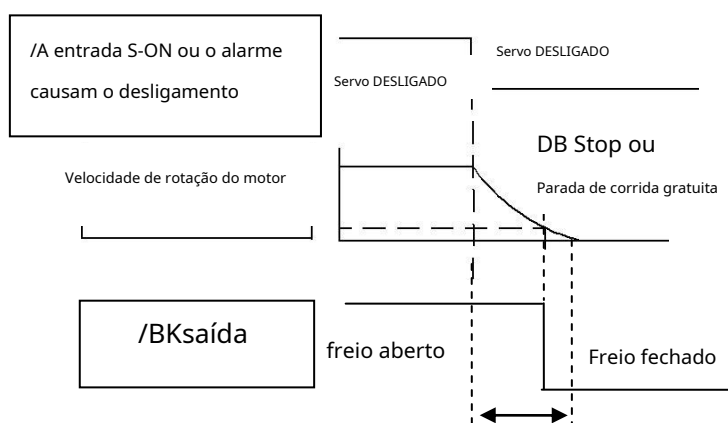 /A entrada S-ON ou o alarme
causam o desligamento
Servo DESLIGADO
Servo DESLIGADO
DB Stop ou
Parada de corrida gratuita
Velocidade de rotação do motor
/BKsaída
freio aberto
Freio fechado